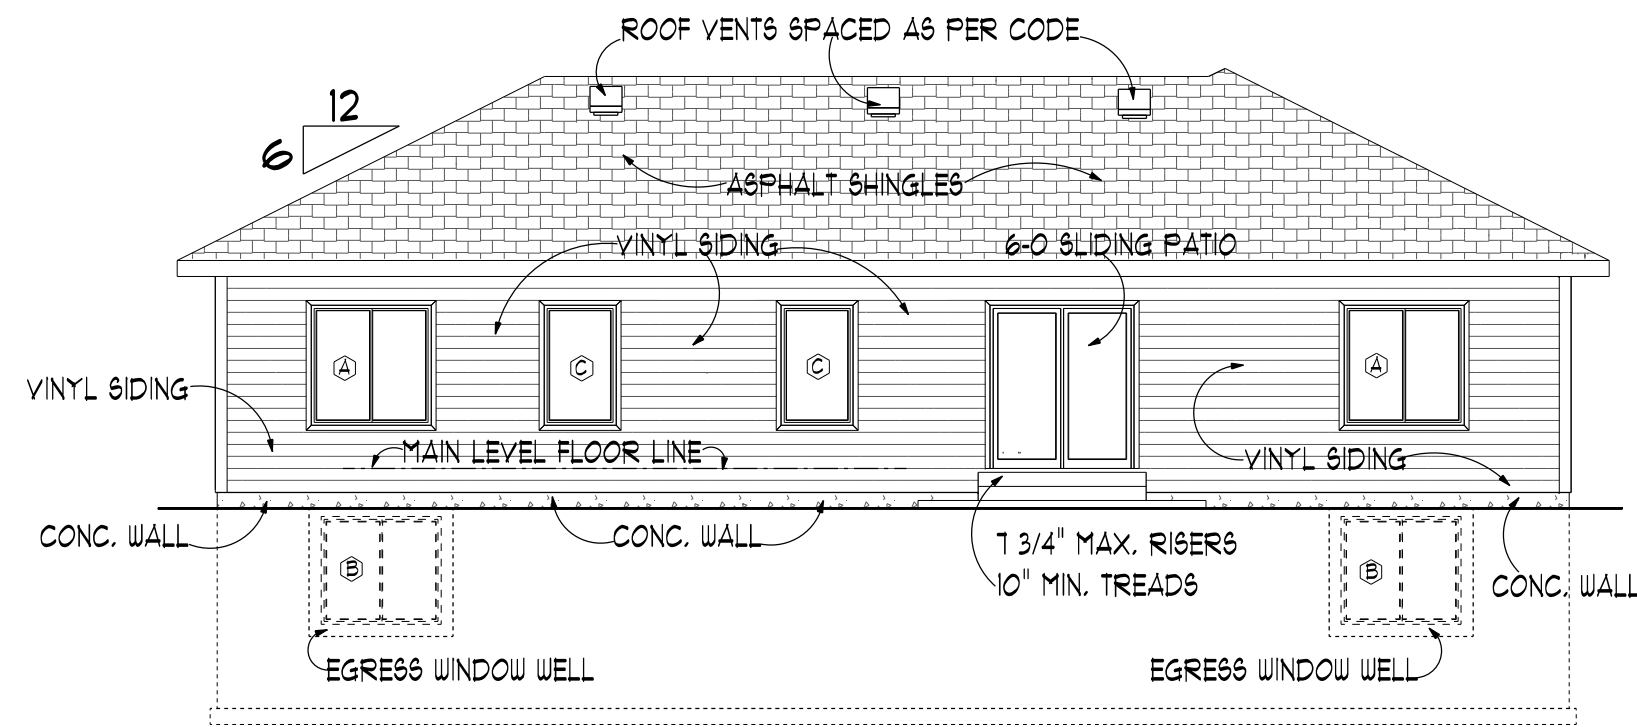 ROOF VENTS SPACED AS PER CODE
12
6
ASPHALT SHINGLES
VINYL SIDING
6-0 SLIDING PATIO
A
C
C
A
VINYL SIDING
MAIN LEVEL FLOOR LINE
VINYL SIDING
CONC. WALL
CONC. WALL
7 3/4" MAX. RISERS
10" MIN. TREADS
CONC. WALL
B
B
EGRESS WINDOW WELL
EGRESS WINDOW WELL